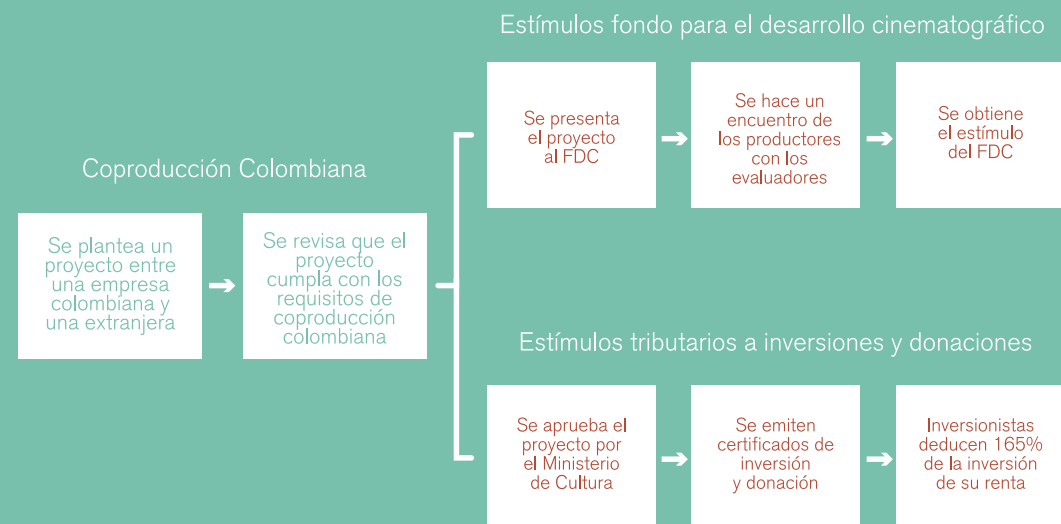 Coproducción Colombiana
Se plantea un
proyecto entre
una empresa
colombiana y
una extranjera
Se revisa que el
proyecto
cumpla con los
requisitos de
coproducción
colombiana
Estímulos fondo para el desarrollo cinematográfico
Se presenta
el proyecto
al FDC
Se hace un
encuentro de
los productores
con los
evaluadores
Se obtiene
el estímulo
del FDC
Estímulos tributarios a inversiones y donaciones
Se aprueba el
proyecto por
el Ministerio
de Cultura
Se emiten
certificados de
inversión
y donación
Inversionistas
deducen 165%
de la inversión
de su renta